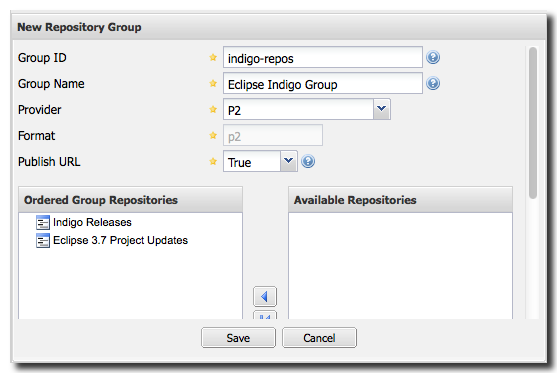 New Repository Group
Group ID indigo-repos
Group Name Eclipse Indigo Group
Provider P2
Format p2
Publish URL True
Ordered Group Repositories
Indigo Releases
Eclipse 3.7 Project Updates
Available Repositories
Save Cancel